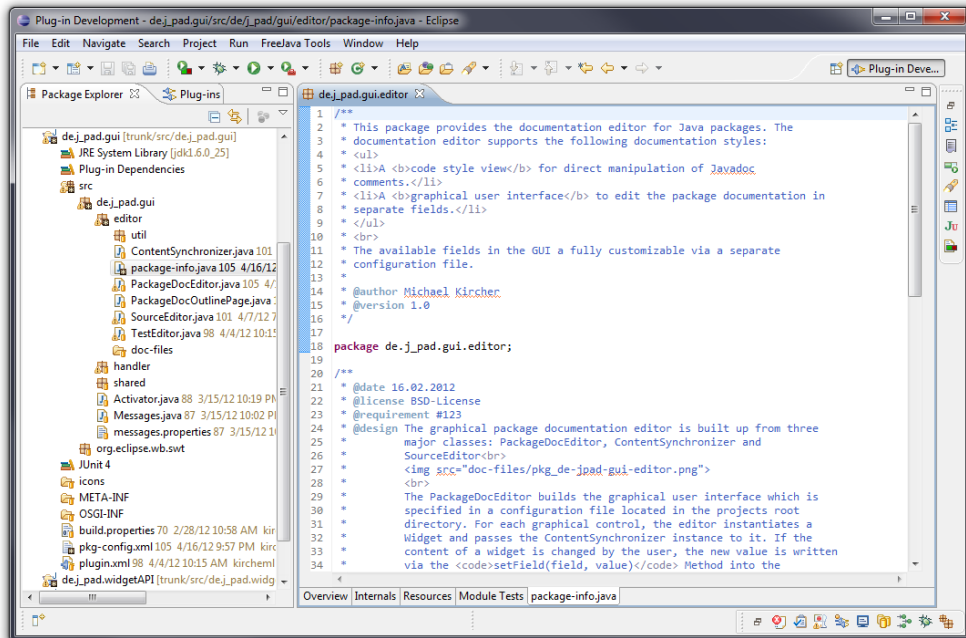 Plug-in Development - de.j_pad.gui/src/de/j_pad/gui/editor/package-info.java - Eclipse
File Edit Navigate Search Project Run FreeJava Tools Window Help
Plug-in Deve...
Package Explorer Plug-ins
de.j_pad.gui [trunk/src/de.j_pad.gui]
JRE System Library [jdk1.6.0_25]
Plug-in Dependencies
src
de.j_pad.gui
editor
util
ContentSynchronizer.java 101
package-info.java 105 4/16/12
PackageDocEditor.java 105 4/
PackageDocOutlinePage.java
SourceEditor.java 101 4/7/12 7
TestEditor.java 98 4/4/12 10:15
doc-files
handler
shared
Activator.java 88 3/15/12 10:19 PM
Messages.java 87 3/15/12 10:02 PM
messages.properties 87 3/15/12 10
org.eclipse.wb.swt
JUnit 4
icons
META-INF
OSGI-INF
build.properties 70 2/28/12 10:58 AM kir
pkg-config.xml 105 4/16/12 9:57 PM kirc
plugin.xml 98 4/4/12 10:15 AM kirchem
de.j_pad.widgetAPI [trunk/src/de.j_pad.widg
de.j_pad.gui.editor
1 /**
2 * This package provides the documentation editor for Java packages. The
3 * documentation editor supports the following documentation styles:
4 * <ul>
5 * <li>A <b>code style view</b> for direct manipulation of Javadoc
6 * comments.</li>
7 * <li>A <b>graphical user interface</b> to edit the package documentation in
8 * separate fields.</li>
9 * </ul>
10 * <br>
11 * The available fields in the GUI a fully customizable via a separate
12 * configuration file.
13 *
14 * @author Michael Kircher
15 * @version 1.0
16 */
17
18 package de.j_pad.gui.editor;
19
20 /**
21 * @date 16.02.2012
22 * @license BSD-License
23 * @requirement #123
24 * @design The graphical package documentation editor is built up from three
25 * major classes: PackageDocEditor, ContentSynchronizer and
26 * SourceEditor<br>
27 * <img src="doc-files/pkg_de-jpad-gui-editor.png">
28 * <br>
29 * The PackageDocEditor builds the graphical user interface which is
30 * specified in a configuration file located in the projects root
31 * directory. For each graphical control, the editor instantiates a
32 * Widget and passes the ContentSynchronizer instance to it. If the
33 * content of a widget is changed by the user, the new value is written
34 * via the <code>setField(field, value)</code> Method into the
Overview Internals Resources Module Tests package-info.java